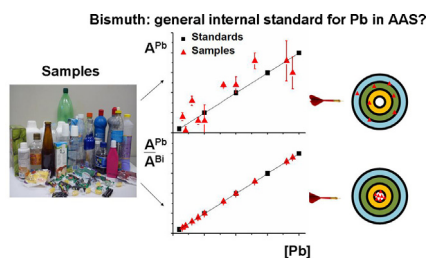 Bismuth: general internal standard for Pb in AAS?
Samples
A^Pb
Standards
Samples
A^Pb
A^Bi
[Pb]